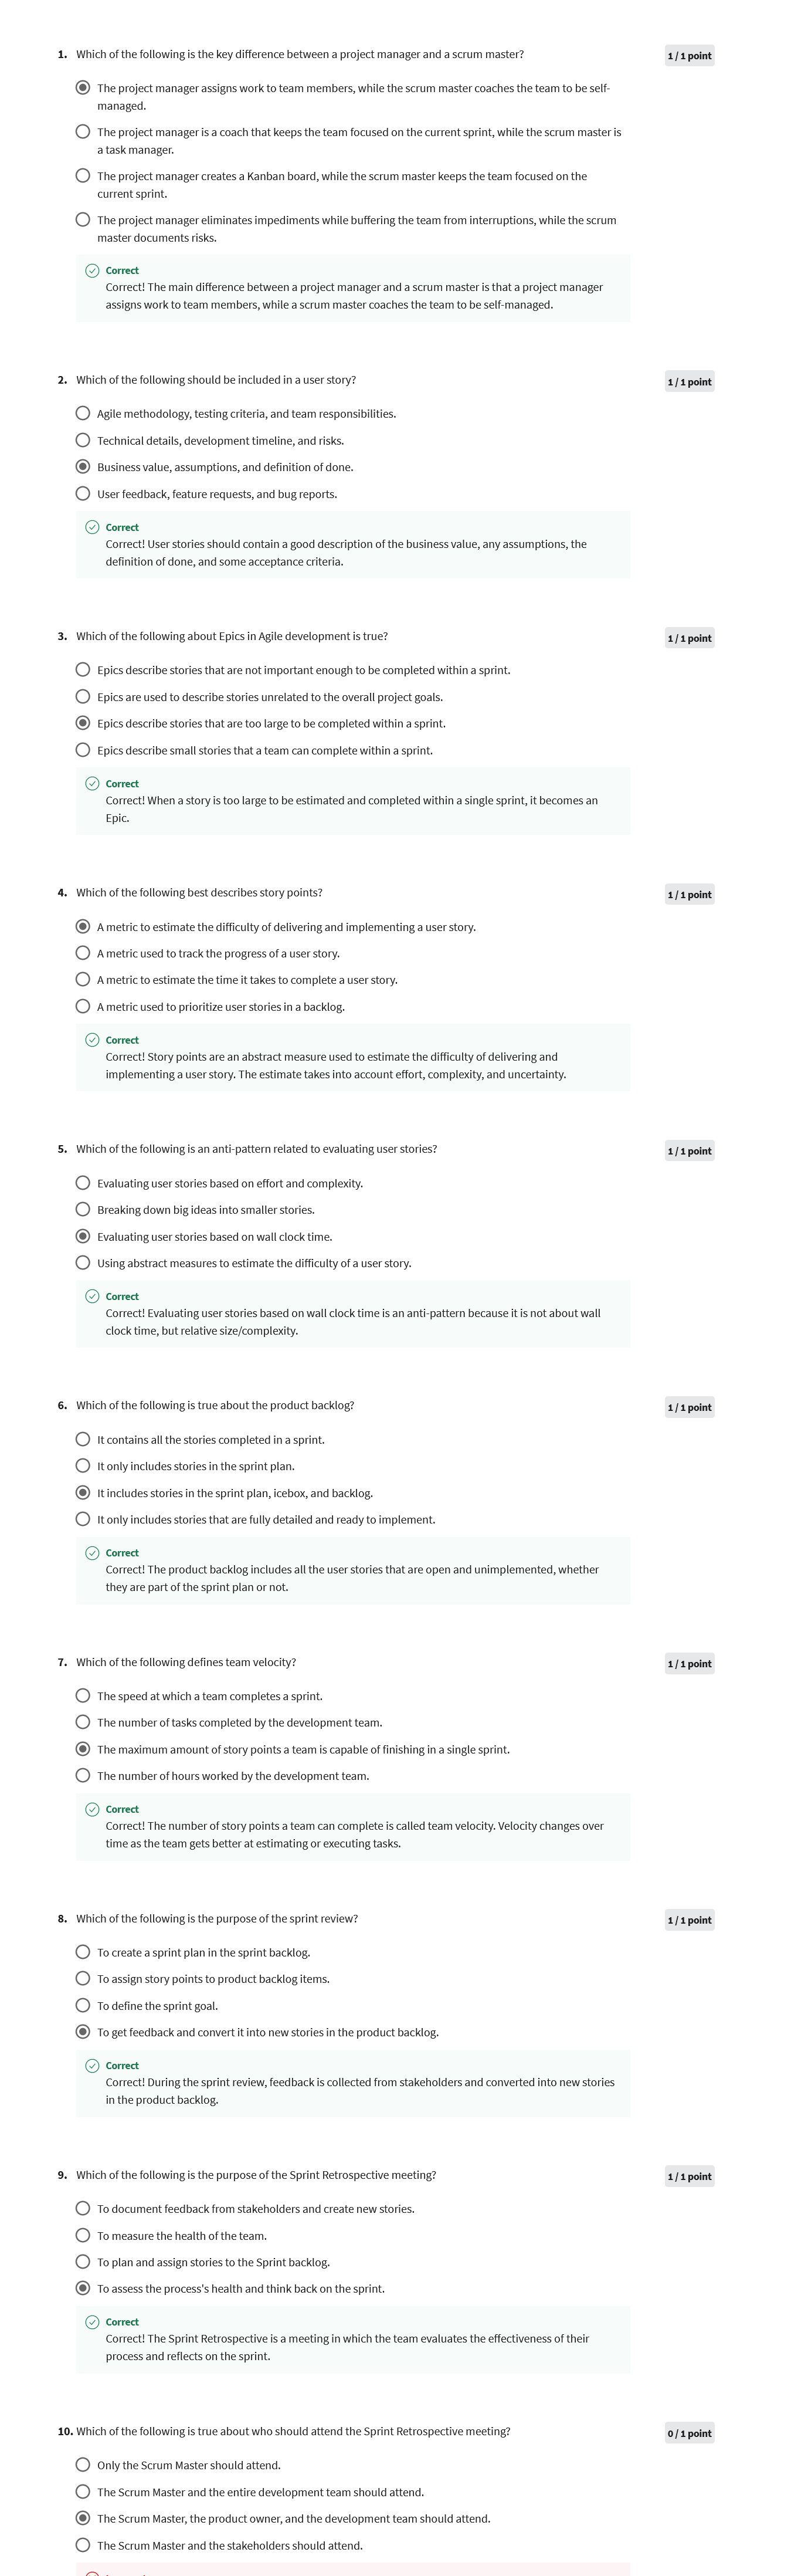 1. Which of the following is the key difference between a project manager and a scrum master?
1 / 1 point
The project manager assigns work to team members, while the scrum master coaches the team to be self-
managed.
The project manager is a coach that keeps the team focused on the current sprint, while the scrum master is
a task manager.
The project manager creates a Kanban board, while the scrum master keeps the team focused on the
current sprint.
The project manager eliminates impediments while buffering the team from interruptions, while the scrum
master documents risks.
Correct
Correct! The main difference between a project manager and a scrum master is that a project manager
assigns work to team members, while a scrum master coaches the team to be self-managed.
2. Which of the following should be included in a user story?
1 / 1 point
Agile methodology, testing criteria, and team responsibilities.
Technical details, development timeline, and risks.
Business value, assumptions, and definition of done.
User feedback, feature requests, and bug reports.
Correct
Correct! User stories should contain a good description of the business value, any assumptions, the
definition of done, and some acceptance criteria.
3. Which of the following about Epics in Agile development is true?
1 / 1 point
Epics describe stories that are not important enough to be completed within a sprint.
Epics are used to describe stories unrelated to the overall project goals.
Epics describe stories that are too large to be completed within a sprint.
Epics describe small stories that a team can complete within a sprint.
Correct
Correct! When a story is too large to be estimated and completed within a single sprint, it becomes an
Epic.
4. Which of the following best describes story points?
1 / 1 point
A metric to estimate the difficulty of delivering and implementing a user story.
A metric used to track the progress of a user story.
A metric to estimate the time it takes to complete a user story.
A metric used to prioritize user stories in a backlog.
Correct
Correct! Story points are an abstract measure used to estimate the difficulty of delivering and
implementing a user story. The estimate takes into account effort, complexity, and uncertainty.
5. Which of the following is an anti-pattern related to evaluating user stories?
1 / 1 point
Evaluating user stories based on effort and complexity.
Breaking down big ideas into smaller stories.
Evaluating user stories based on wall clock time.
Using abstract measures to estimate the difficulty of a user story.
Correct
Correct! Evaluating user stories based on wall clock time is an anti-pattern because it is not about wall
clock time, but relative size/complexity.
6. Which of the following is true about the product backlog?
1 / 1 point
It contains all the stories completed in a sprint.
It only includes stories in the sprint plan.
It includes stories in the sprint plan, icebox, and backlog.
It only includes stories that are fully detailed and ready to implement.
Correct
Correct! The product backlog includes all the user stories that are open and unimplemented, whether
they are part of the sprint plan or not.
7. Which of the following defines team velocity?
1 / 1 point
The speed at which a team completes a sprint.
The number of tasks completed by the development team.
The maximum amount of story points a team is capable of finishing in a single sprint.
The number of hours worked by the development team.
Correct
Correct! The number of story points a team can complete is called team velocity. Velocity changes over
time as the team gets better at estimating or executing tasks.
8. Which of the following is the purpose of the sprint review?
1 / 1 point
To create a sprint plan in the sprint backlog.
To assign story points to product backlog items.
To define the sprint goal.
To get feedback and convert it into new stories in the product backlog.
Correct
Correct! During the sprint review, feedback is collected from stakeholders and converted into new stories
in the product backlog.
9. Which of the following is the purpose of the Sprint Retrospective meeting?
1 / 1 point
To document feedback from stakeholders and create new stories.
To measure the health of the team.
To plan and assign stories to the Sprint backlog.
To assess the process's health and think back on the sprint.
Correct
Correct! The Sprint Retrospective is a meeting in which the team evaluates the effectiveness of their
process and reflects on the sprint.
10. Which of the following is true about who should attend the Sprint Retrospective meeting?
0 / 1 point
Only the Scrum Master should attend.
The Scrum Master and the entire development team should attend.
The Scrum Master, the product owner, and the development team should attend.
The Scrum Master and the stakeholders should attend.